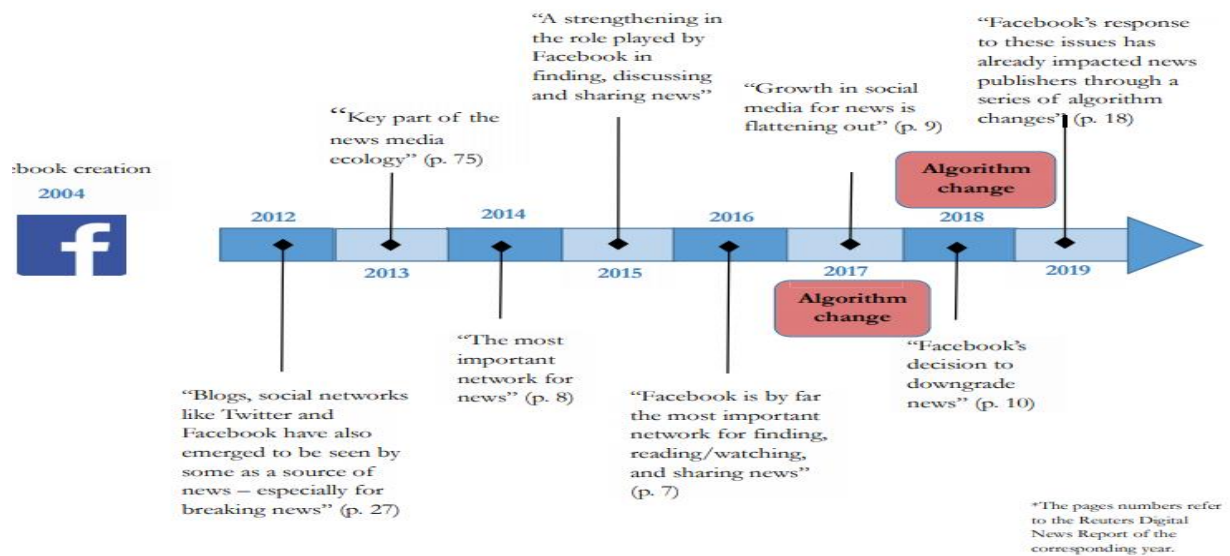 “A strengthening in
the role played by
Facebook in
finding, discussing
and sharing news”
“Facebook’s response
to these issues has
already impacted news
publishers through a
series of algorithm
changes” (p. 18)
“Growth in social
media for news is
flattening out” (p. 9)
“Key part of the
news media
ecology” (p. 75)
ebook creation
2004
f
Algorithm
change
2012
2014
2016
2018
2013
2015
2017
2019
Algorithm
change
“The most
important
network for
news” (p. 8)
“Facebook’s
decision to
downgrade
news” (p. 10)
“Blogs, social networks
like Twitter and
Facebook have also
emerged to be seen by
some as a source of
news – especially for
breaking news” (p. 27)
“Facebook is by far
the most important
network for finding,
reading/watching,
and sharing news”
(p. 7)
*The pages numbers refer
to the Reuters Digital
News Report of the
corresponding year.